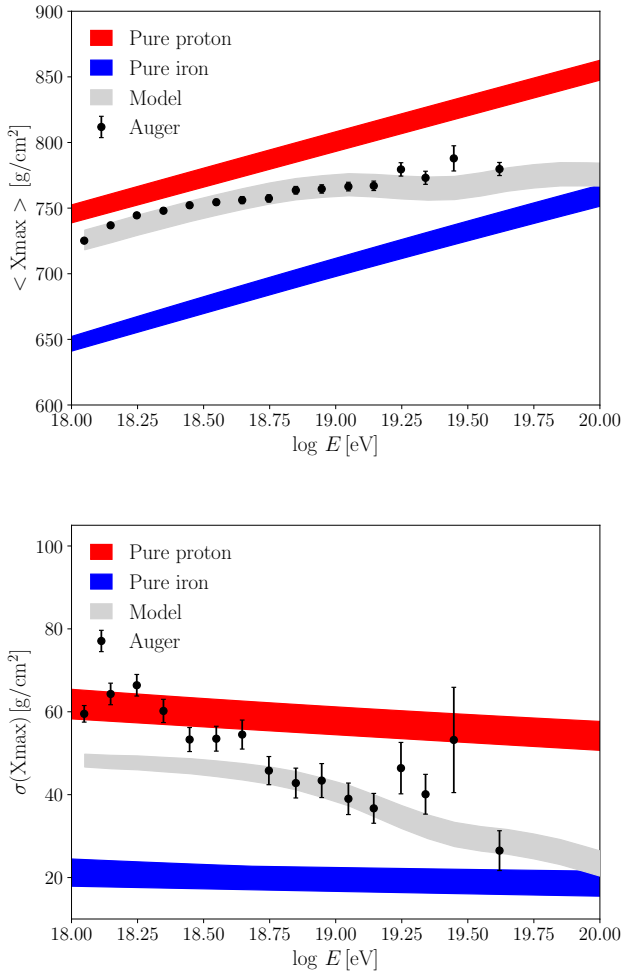 900
850
800
750
700
650
600
< Xmax > [g/cm²]
Pure proton
Pure iron
Model
Auger
18.00 18.25 18.50 18.75 19.00 19.25 19.50 19.75 20.00
log E [eV]
100
80
60
40
20
σ(Xmax) [g/cm²]
Pure proton
Pure iron
Model
Auger
18.00 18.25 18.50 18.75 19.00 19.25 19.50 19.75 20.00
log E [eV]